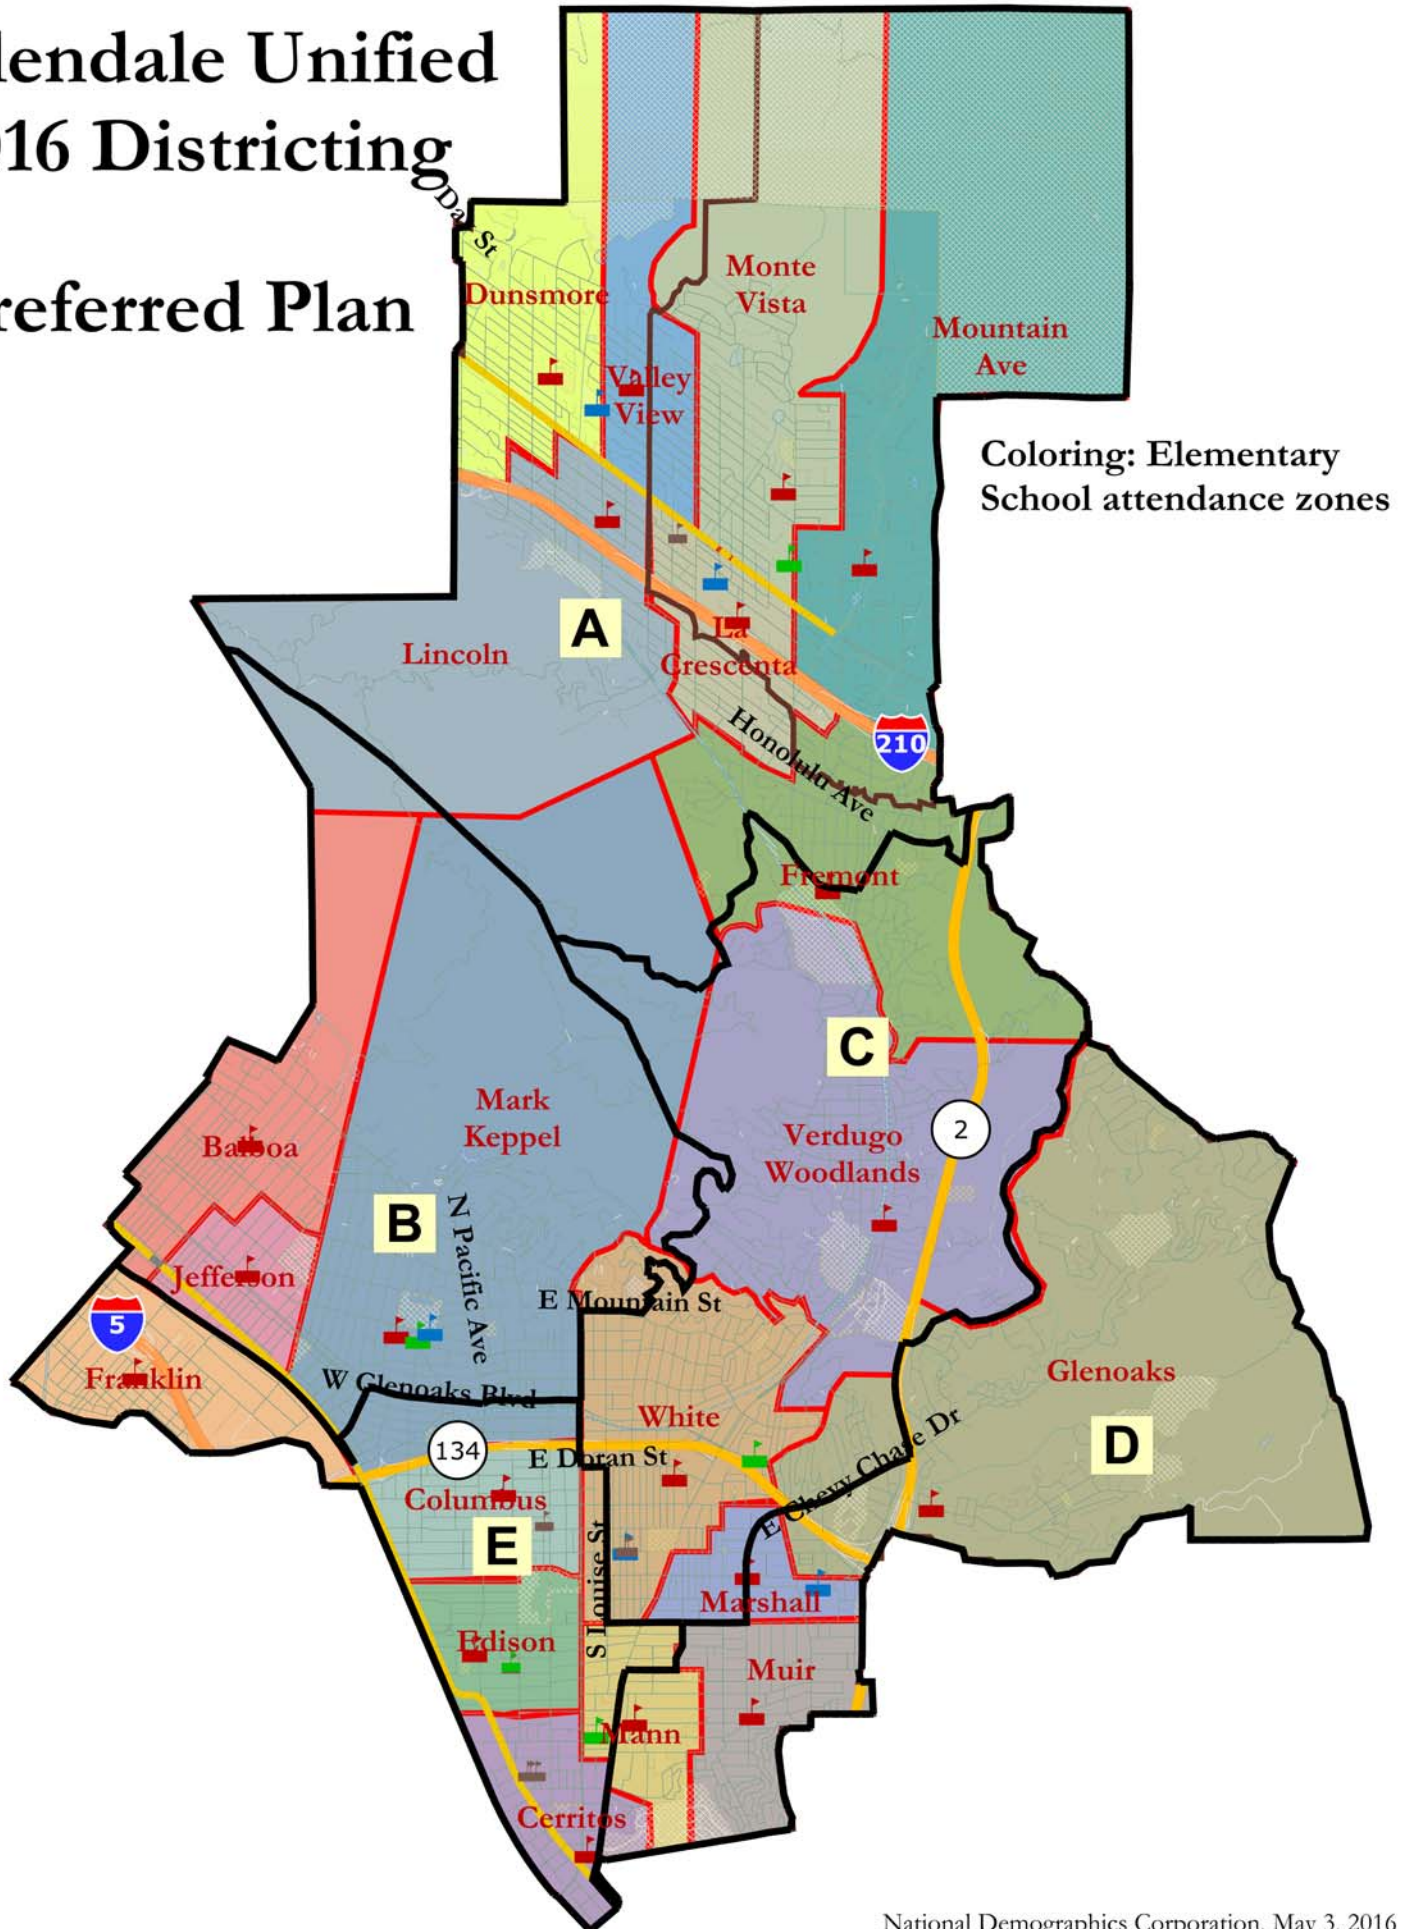 lendale Unified
016 Districting
referred Plan
Day St
Dunsmore
Monte
Vista
Mountain
Ave
Valley
View
Coloring: Elementary
School attendance zones
A
Lincoln
La
Crescenta
Honolulu Ave
210
Fremont
C
Mark
Keppel
2
Verdugo
Woodlands
Balboa
B
N Pacific Ave
Jefferson
E Mountain St
5
Franklin
W Glenoaks Blvd
Glenoaks
White
D
134
E Doran St
E Chevy Chase Dr
Columbus
E
S Louise St
Marshall
Edison
Muir
Mann
Cerritos
National Demographics Corporation, May 3, 2016